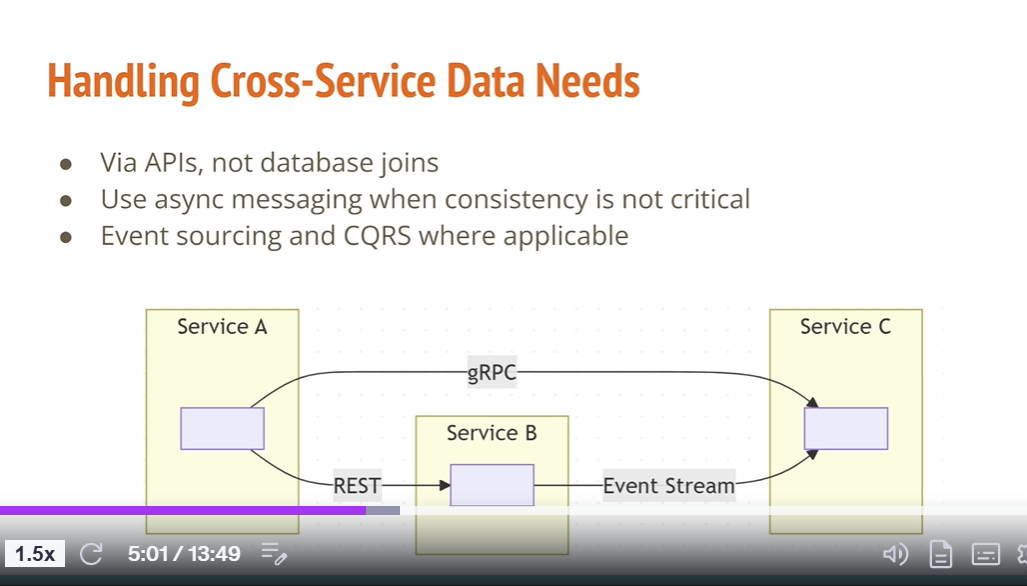 Handling Cross-Service Data Needs
● Via APIs, not database joins
● Use async messaging when consistency is not critical
● Event sourcing and CQRS where applicable
Service A
Service C
gRPC
Service B
REST
Event Stream
1.5x
5:01 / 13:49